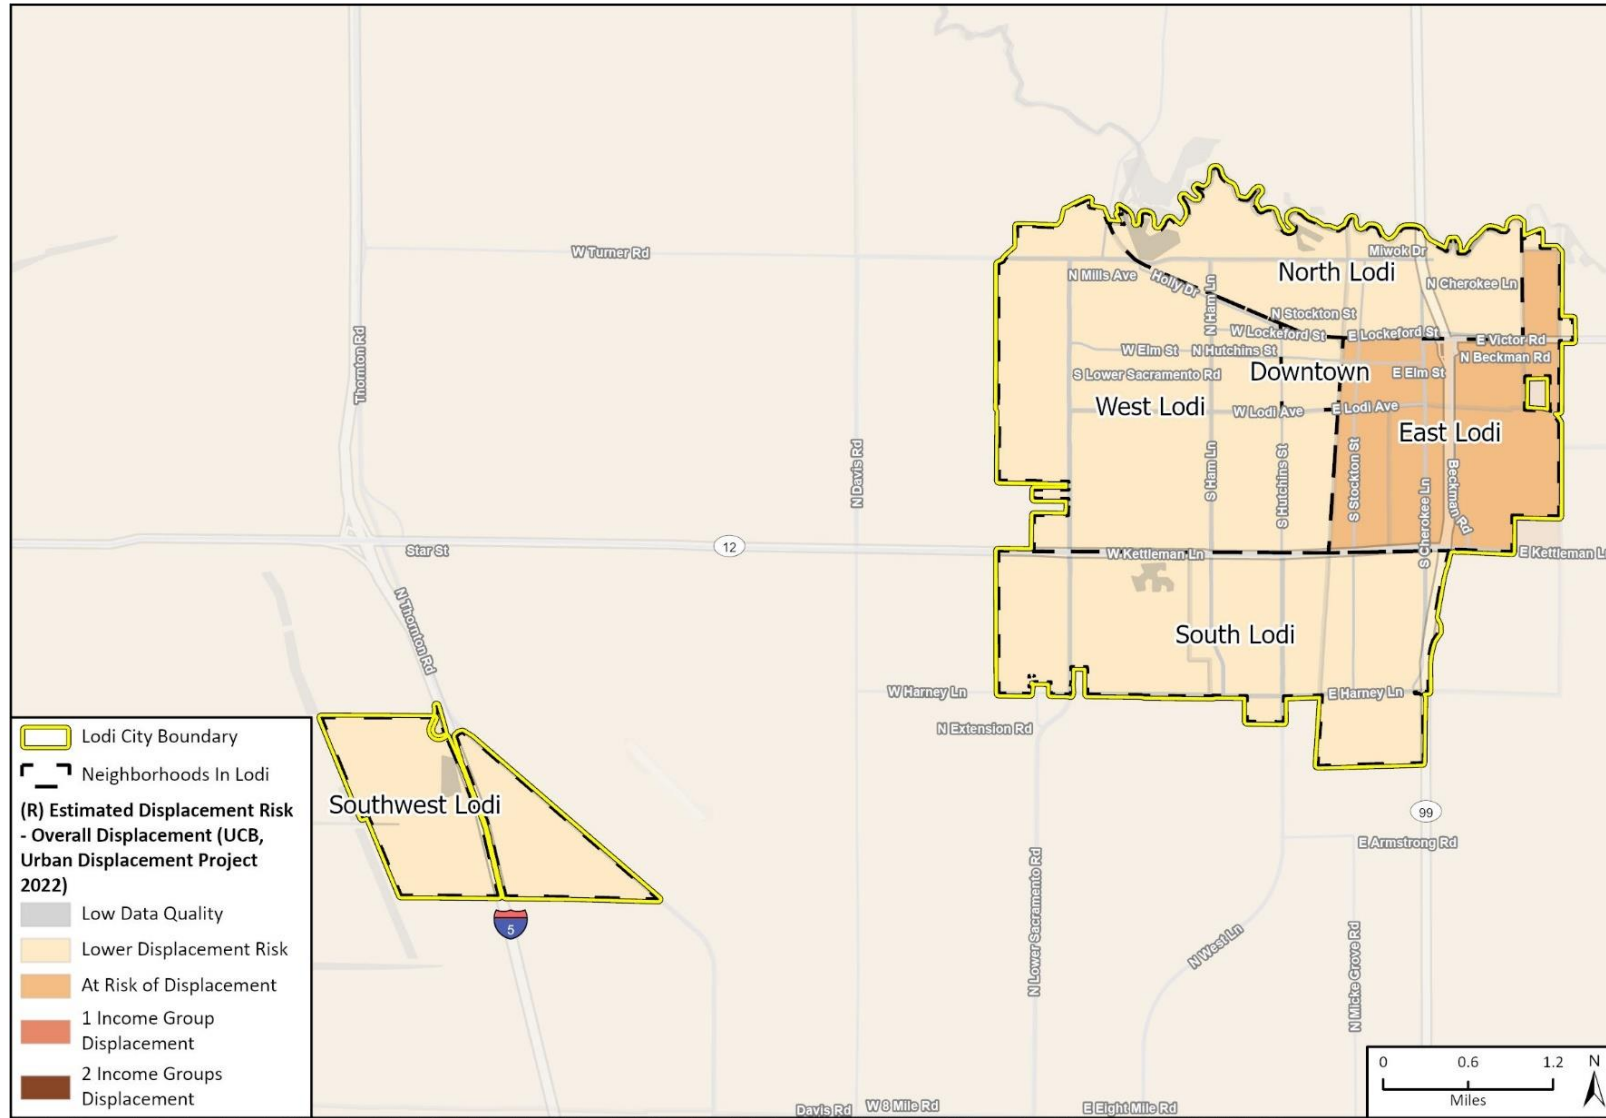 W Turner Rd
Miwok Dr
North Lodi
N Mills Ave
Holly Dr
N Ham Ln
N Cherokee Ln
N Stockton St
W Lockeford St
E Lockeford St
E Victor Rd
W Elm St
N Hutchins St
N Beckman Rd
Thornton Rd
S Lower Sacramento Rd
Downtown
E Elm St
West Lodi
W Lodi Ave
E Lodi Ave
East Lodi
N Davis Rd
S Ham Ln
S Hutchins St
S Stockton St
S Cherokee Ln
Beckman Rd
Star St
12
W Kettleman Ln
E Kettleman Ln
N Thornton Rd
South Lodi
W Harney Ln
E Harney Ln
N Extension Rd
Southwest Lodi
99
E Armstrong Rd
5
N Lower Sacramento Rd
N West Ln
N Micke Grove Rd
Davis Rd
W 8 Mile Rd
E Eight Mile Rd
Lodi City Boundary
Neighborhoods In Lodi
(R) Estimated Displacement Risk
- Overall Displacement (UCB,
Urban Displacement Project
2022)
Low Data Quality
Lower Displacement Risk
At Risk of Displacement
1 Income Group
Displacement
2 Income Groups
Displacement
0 0.6 1.2
Miles
N